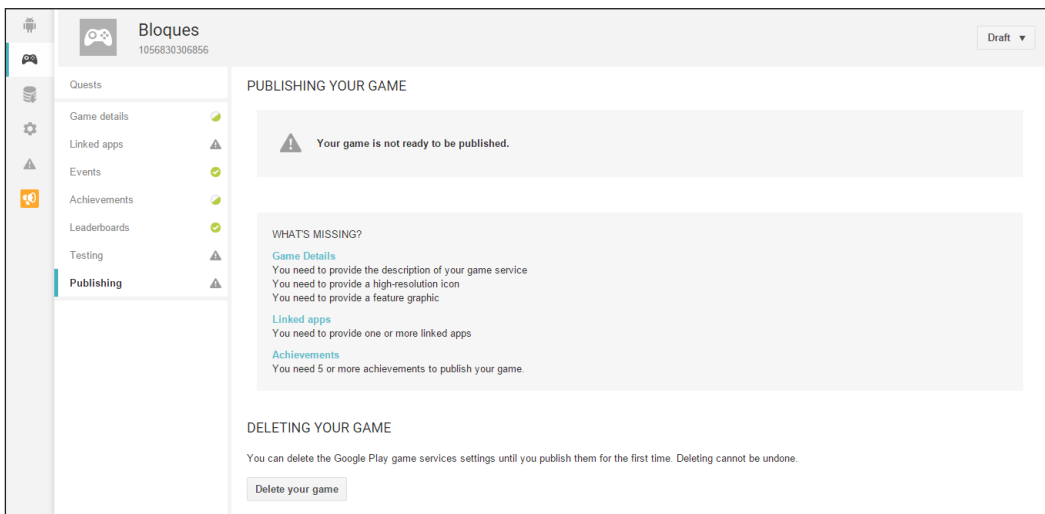 Bloques
1056830306856
Draft
Quests
Game details
Linked apps
Events
Achievements
Leaderboards
Testing
Publishing
PUBLISHING YOUR GAME
Your game is not ready to be published.
WHAT'S MISSING?
Game Details
You need to provide the description of your game service
You need to provide a high-resolution icon
You need to provide a feature graphic
Linked apps
You need to provide one or more linked apps
Achievements
You need 5 or more achievements to publish your game.
DELETING YOUR GAME
You can delete the Google Play game services settings until you publish them for the first time. Deleting cannot be undone.
Delete your game